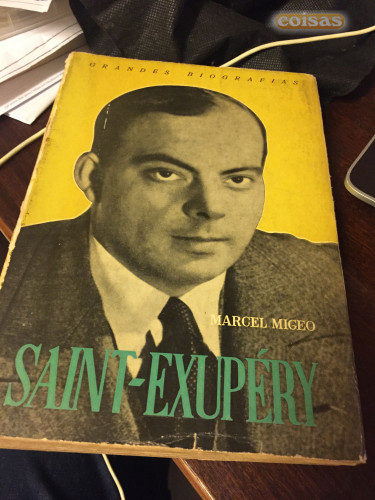 coisas
GRANDES BIOGRAFIAS
MARCEL MIGEO
SAINT-EXUPÉRY